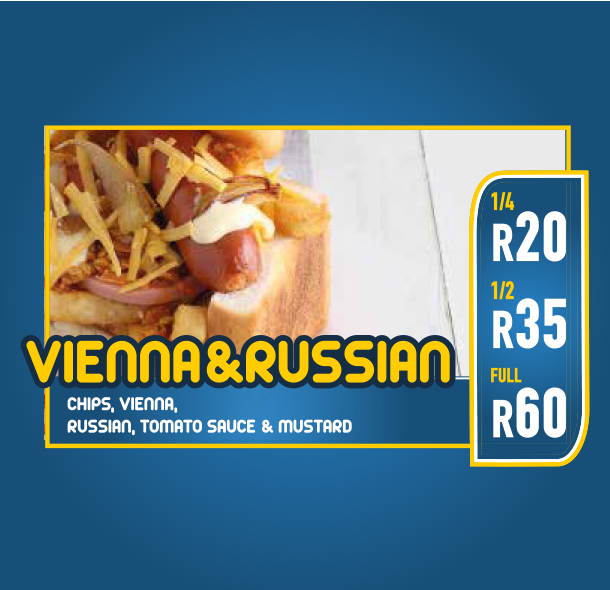 VIENNA&RUSSIAN
CHIPS, VIENNA,
RUSSIAN, TOMATO SAUCE & MUSTARD
1/4
R20
1/2
R35
FULL
R60